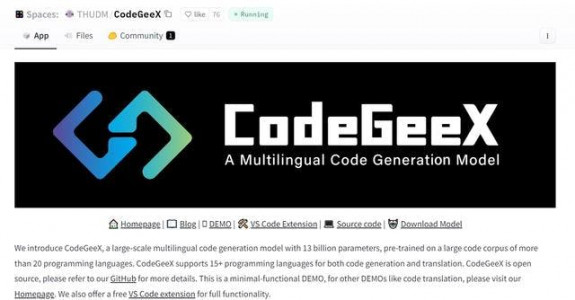 Spaces: THUDM/CodeGeeX like 76 Running
App Files Community 1
CodeGeeX
A Multilingual Code Generation Model
Homepage | Blog | DEMO | VS Code Extension | Source code | Download Model
We introduce CodeGeeX, a large-scale multilingual code generation model with 13 billion parameters, pre-trained on a large code corpus of more
than 20 programming languages. CodeGeeX supports 15+ programming languages for both code generation and translation. CodeGeeX is open
source, please refer to our GitHub for more details. This is a minimal-functional DEMO, for other DEMOs like code translation, please visit our
Homepage. We also offer a free VS Code extension for full functionality.